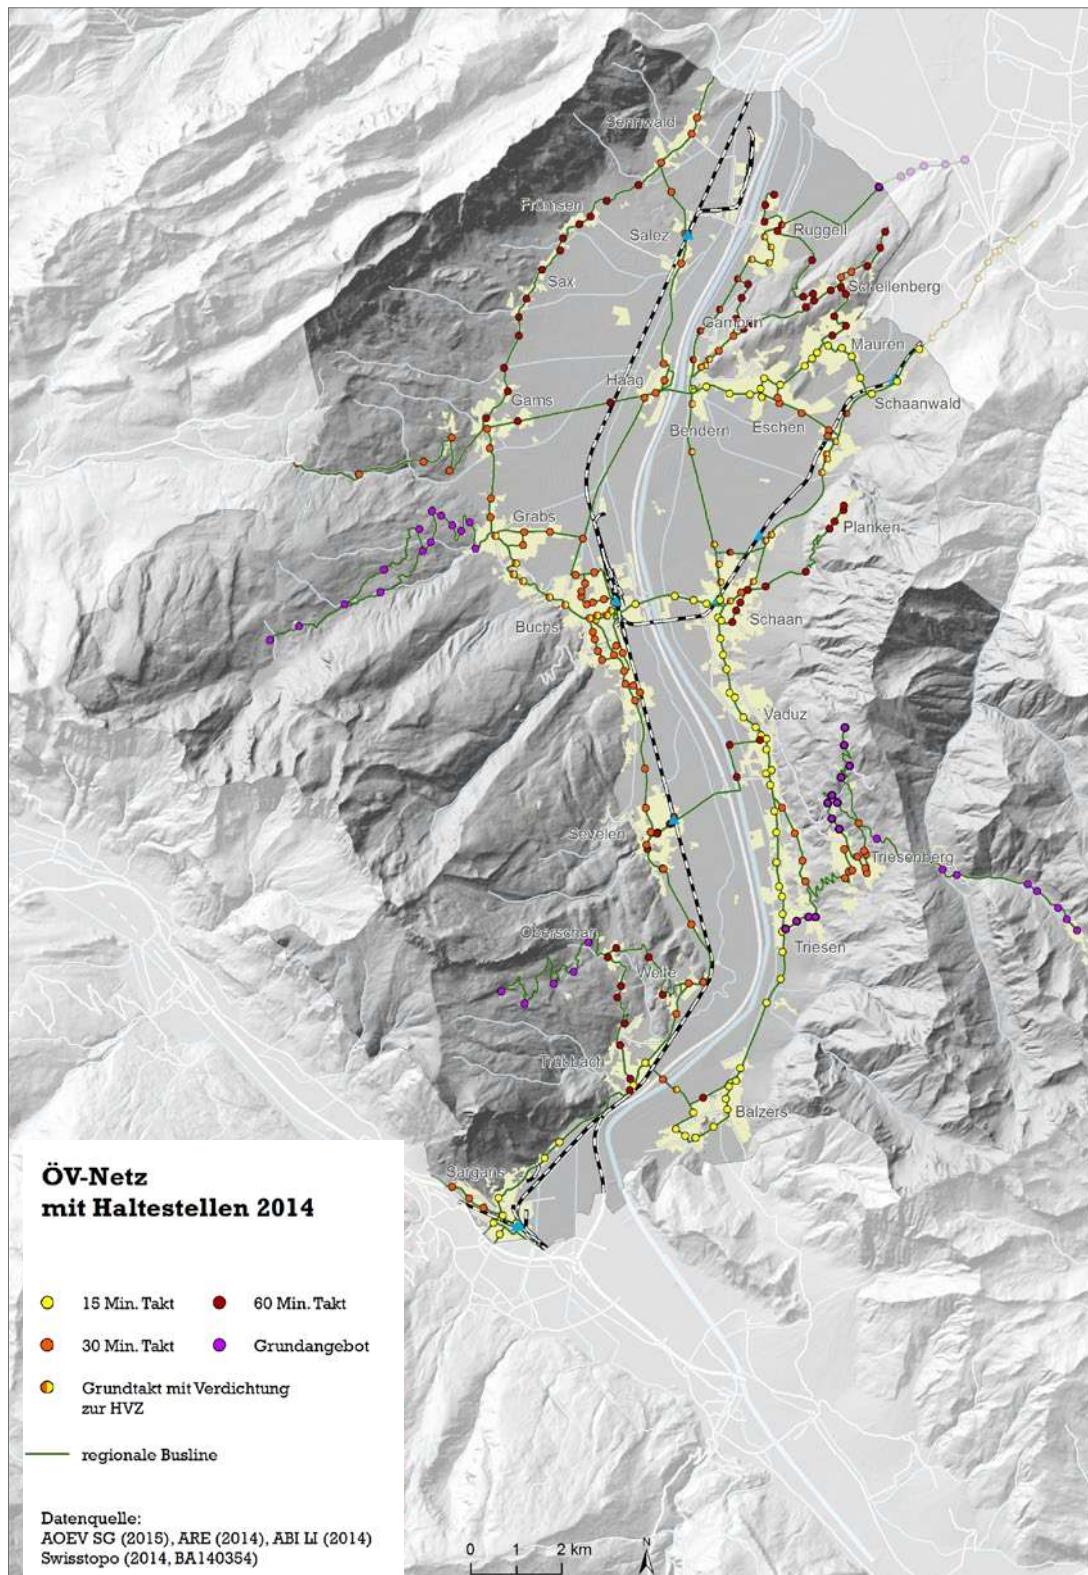 Sennwald
Frümsen
Salez
Ruggell
Sax
Schellenberg
Gamprin
Mauren
Haag
Gams
Schaanwald
Bendern
Eschen
Grabs
Planken
Buchs
Schaan
Vaduz
Sevelen
Triesenberg
Oberschan
Triesen
Weite
Trübbach
Balzers
Sargans
ÖV-Netz
mit Haltestellen 2014
15 Min. Takt
60 Min. Takt
30 Min. Takt
Grundangebot
Grundtakt mit Verdichtung
zur HVZ
regionale Busline
Datenquelle:
AOEV SG (2015), ARE (2014), ABI LI (2014)
Swisstopo (2014, BA140354)
0 1 2 km
N